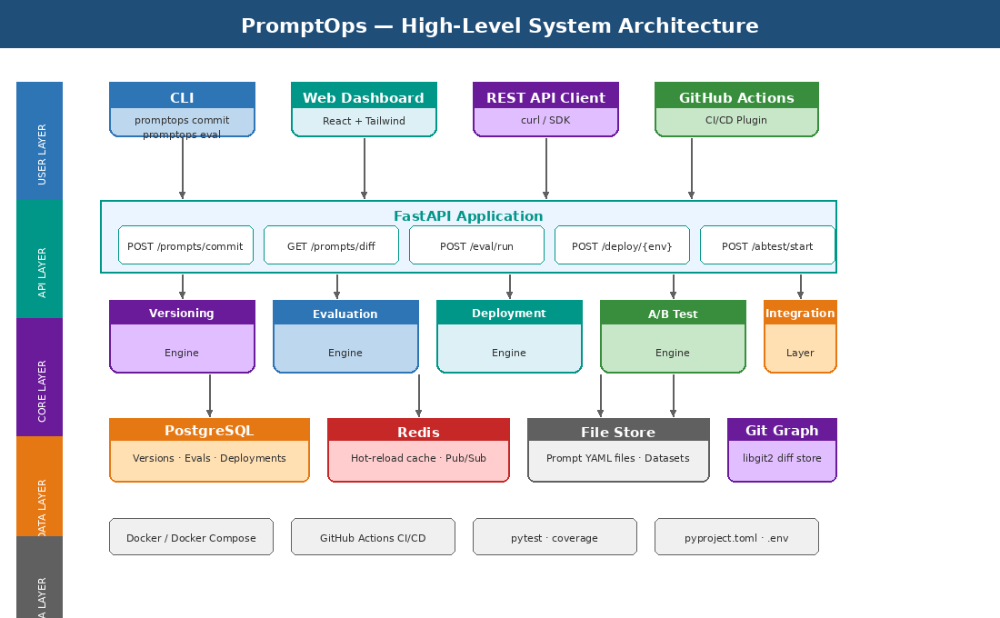 PromptOps — High-Level System Architecture
USER LAYER
CLI
promptops commit
promptops eval
Web Dashboard
React + Tailwind
REST API Client
curl / SDK
GitHub Actions
CI/CD Plugin
API LAYER
FastAPI Application
POST /prompts/commit
GET /prompts/diff
POST /eval/run
POST /deploy/{env}
POST /abtest/start
CORE LAYER
Versioning
Engine
Evaluation
Engine
Deployment
Engine
A/B Test
Engine
Integration
Layer
DATA LAYER
PostgreSQL
Versions · Evals · Deployments
Redis
Hot-reload cache · Pub/Sub
File Store
Prompt YAML files · Datasets
Git Graph
libgit2 diff store
A LAYER
Docker / Docker Compose
GitHub Actions CI/CD
pytest · coverage
pyproject.toml · .env